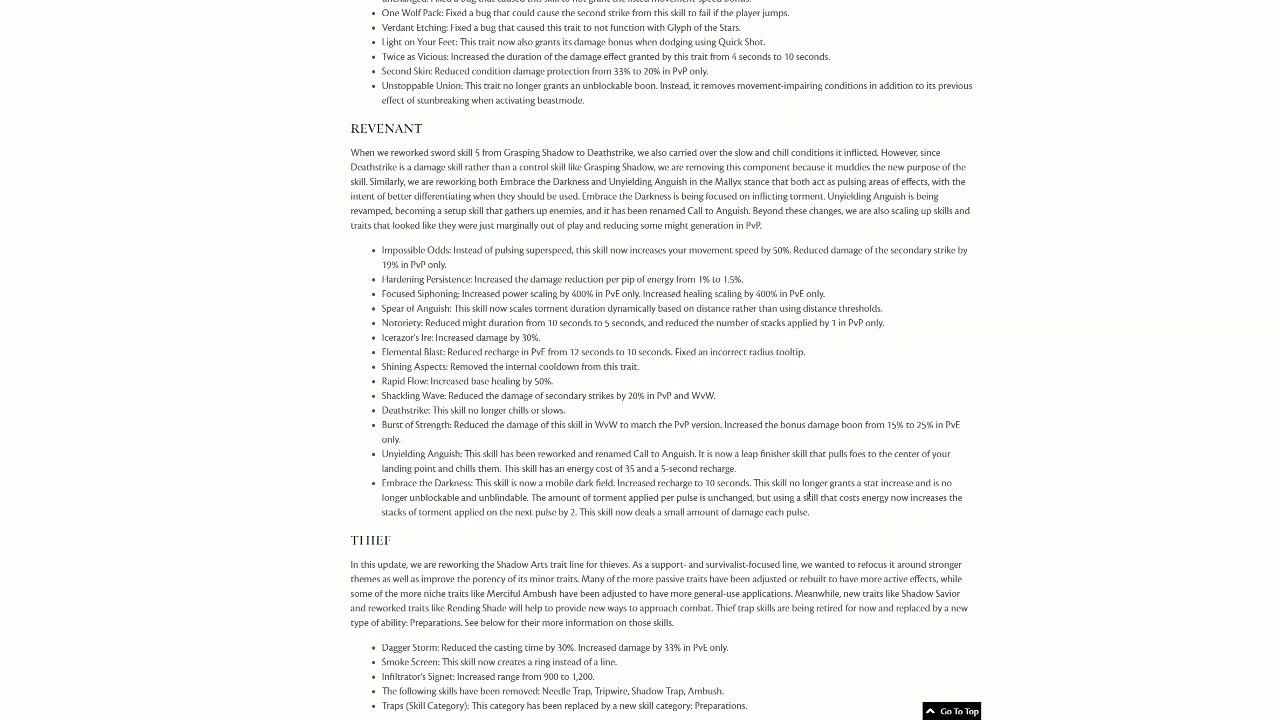 One Wolf Pack: Fixed a bug that could cause the second strike from this skill to fail if the player jumps.
Verdant Etching: Fixed a bug that caused this trait to not function with Glyph of the Stars.
Light on Your Feet: This trait now also grants its damage bonus when dodging using Quick Shot.
Twice as Vicious: Increased the duration of the damage effect granted by this trait from 4 seconds to 10 seconds.
Second Skin: Reduced condition damage protection from 33% to 20% in PvP only.
Unstoppable Union: This trait no longer grants an unblockable boon. Instead, it removes movement-impairing conditions in addition to its previous
effect of stunbreaking when activating beastmode.
REVENANT
When we reworked sword skill 5 from Grasping Shadow to Deathstrike, we also carried over the slow and chill conditions it inflicted. However, since
Deathstrike is a damage skill rather than a control skill like Grasping Shadow, we are removing this component because it muddies the new purpose of the
skill. Similarly, we are reworking both Embrace the Darkness and Unyielding Anguish in the Mallyx stance that both act as pulsing areas of effects, with the
intent of better differentiating when they should be used. Embrace the Darkness is being focused on inflicting torment. Unyielding Anguish is being
revamped, becoming a setup skill that gathers up enemies, and it has been renamed Call to Anguish. Beyond these changes, we are also scaling up skills and
traits that looked like they were just marginally out of play and reducing some might generation in PvP.
Impossible Odds: Instead of pulsing superspeed, this skill now increases your movement speed by 50%. Reduced damage of the secondary strike by
19% in PvP only.
Hardening Persistence: Increased the damage reduction per pip of energy from 1% to 1.5%.
Focused Siphoning: Increased power scaling by 400% in PvE only. Increased healing scaling by 400% in PvE only.
Spear of Anguish: This skill now scales torment duration dynamically based on distance rather than using distance thresholds.
Notoriety: Reduced might duration from 10 seconds to 5 seconds, and reduced the number of stacks applied by 1 in PvP only.
Icerazor's Ire: Increased damage by 30%.
Elemental Blast: Reduced recharge in PvE from 12 seconds to 10 seconds. Fixed an incorrect radius tooltip.
Shining Aspects: Removed the internal cooldown from this trait.
Rapid Flow: Increased base healing by 50%.
Shackling Wave: Reduced the damage of secondary strikes by 20% in PvP and WvW.
Deathstrike: This skill no longer chills or slows.
Burst of Strength: Reduced the damage of this skill in WvW to match the PvP version. Increased the bonus damage boon from 15% to 25% in PvE
only.
Unyielding Anguish: This skill has been reworked and renamed Call to Anguish. It is now a leap finisher skill that pulls foes to the center of your
landing point and chills them. This skill has an energy cost of 35 and a 5-second recharge.
Embrace the Darkness: This skill is now a mobile dark field. Increased recharge to 10 seconds. This skill no longer grants a stat increase and is no
longer unblockable and unblindable. The amount of torment applied per pulse is unchanged, but using a skill that costs energy now increases the
stacks of torment applied on the next pulse by 2. This skill now deals a small amount of damage each pulse.
THIEF
In this update, we are reworking the Shadow Arts trait line for thieves. As a support- and survivalist-focused line, we wanted to refocus it around stronger
themes as well as improve the potency of its minor traits. Many of the more passive traits have been adjusted or rebuilt to have more active effects, while
some of the more niche traits like Merciful Ambush have been adjusted to have more general-use applications. Meanwhile, new traits like Shadow Savior
and reworked traits like Rending Shade will help to provide new ways to approach combat. Thief trap skills are being retired for now and replaced by a new
type of ability: Preparations. See below for their more information on those skills.
Dagger Storm: Reduced the casting time by 30%. Increased damage by 33% in PvE only.
Smoke Screen: This skill now creates a ring instead of a line.
Infiltrator's Signet: Increased range from 900 to 1,200.
The following skills have been removed: Needle Trap, Tripwire, Shadow Trap, Ambush.
Traps (Skill Category): This category has been replaced by a new skill category: Preparations.
Go To Top